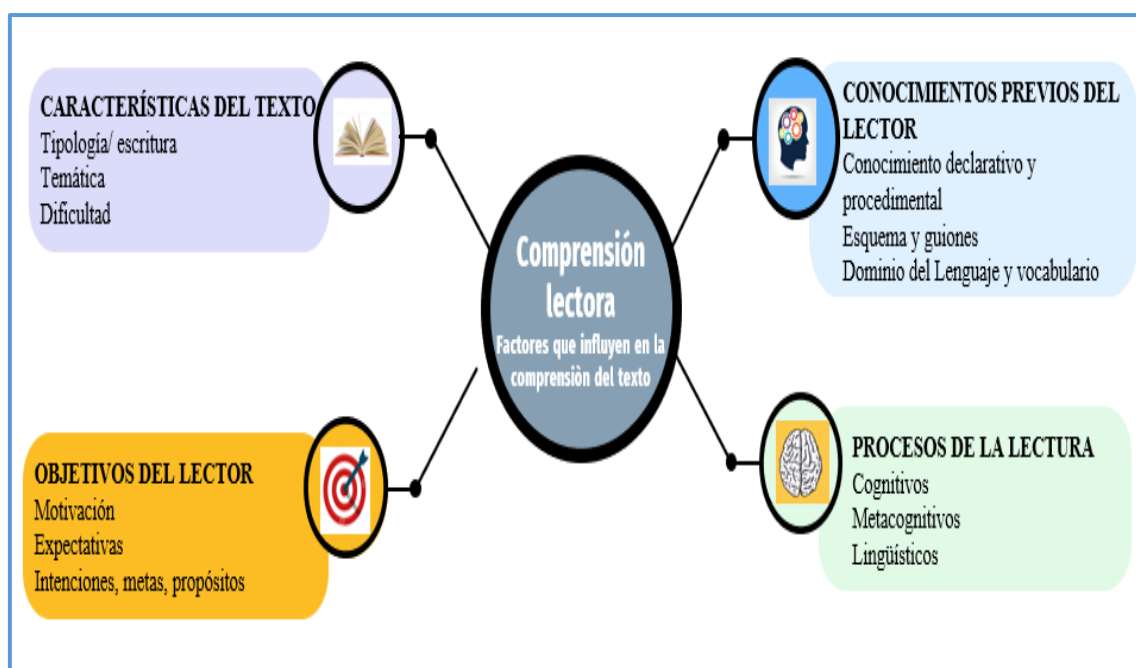 CARACTERÍSTICAS DEL TEXTO
Tipología/ escritura
Temática
Dificultad
CONOCIMIENTOS PREVIOS DEL
LECTOR
Conocimiento declarativo y
procedimental
Esquema y guiones
Dominio del Lenguaje y vocabulario
Comprensión
lectora
Factores que influyen en la
comprensiòn del texto
OBJETIVOS DEL LECTOR
Motivación
Expectativas
Intenciones, metas, propósitos
PROCESOS DE LA LECTURA
Cognitivos
Metacognitivos
Lingüísticos